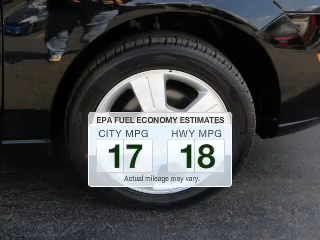 EPA FUEL ECONOMY ESTIMATES
CITY MPG HWY MPG
17 18
Actual mileage may vary.